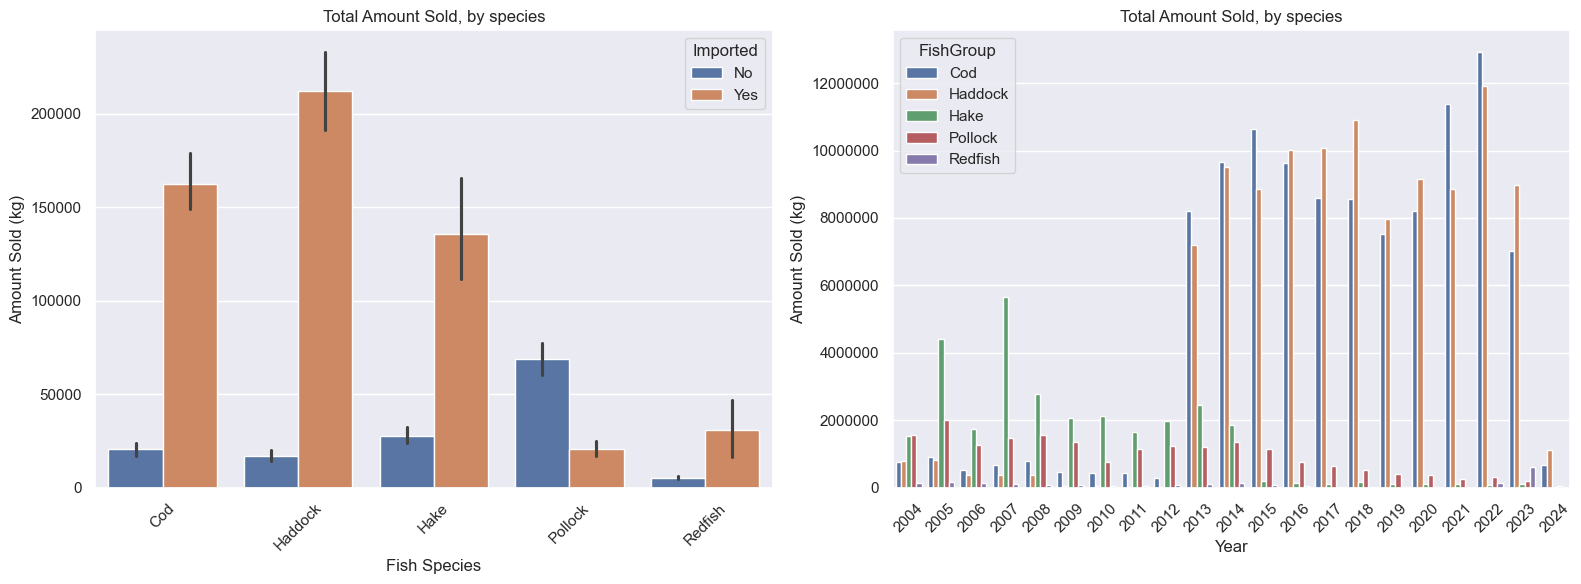 Total Amount Sold, by species
Amount Sold (kg)
200000
150000
100000
50000
0
Imported
No
Yes
Cod
Haddock
Hake
Pollock
Redfish
Fish Species
Total Amount Sold, by species
Amount Sold (kg)
12000000
10000000
8000000
6000000
4000000
2000000
0
FishGroup
Cod
Haddock
Hake
Pollock
Redfish
2004
2005
2006
2007
2008
2009
2010
2011
2012
2013
2014
2015
2016
2017
2018
2019
2020
2021
2022
2023
2024
Year